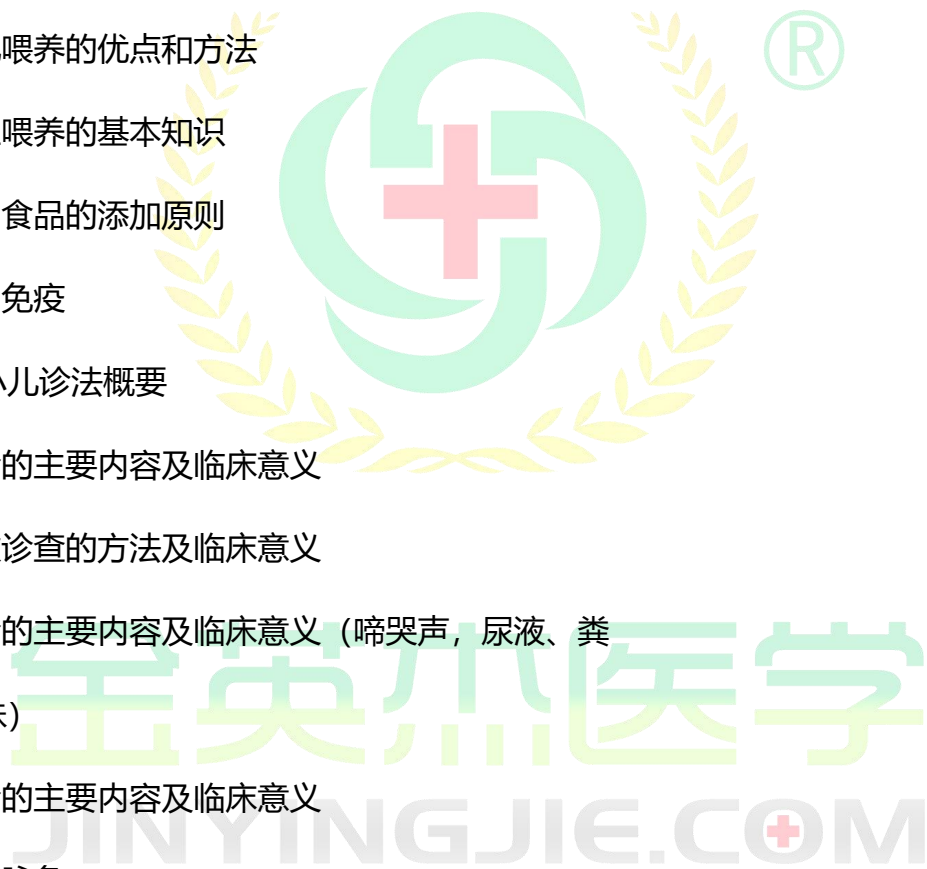 喂养的优点和方法
®
喂养的基本知识
食品的添加原则
免疫
儿诊法概要
的主要内容及临床意义
诊查的方法及临床意义
的主要内容及临床意义（啼哭声，尿液、粪
）
金英杰医学
的主要内容及临床意义
JINYINGJIE.COM